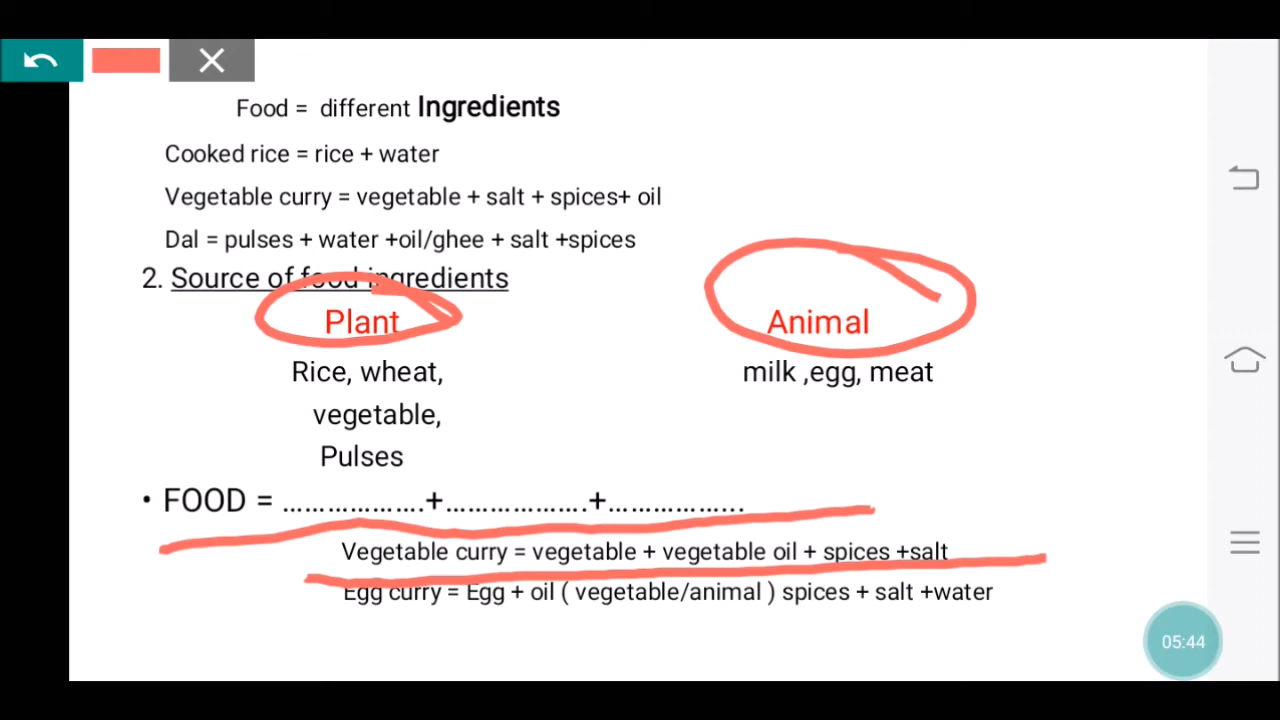 Food = different Ingredients
Cooked rice = rice + water
Vegetable curry = vegetable + salt + spices+ oil
Dal = pulses + water +oil/ghee + salt +spices
2. Source of food ingredients
Plant Animal
Rice, wheat, milk ,egg, meat
vegetable,
Pulses
• FOOD = ……………….+……………….+……………...
Vegetable curry = vegetable + vegetable oil + spices +salt
Egg curry = Egg + oil ( vegetable/animal ) spices + salt +water
05:44